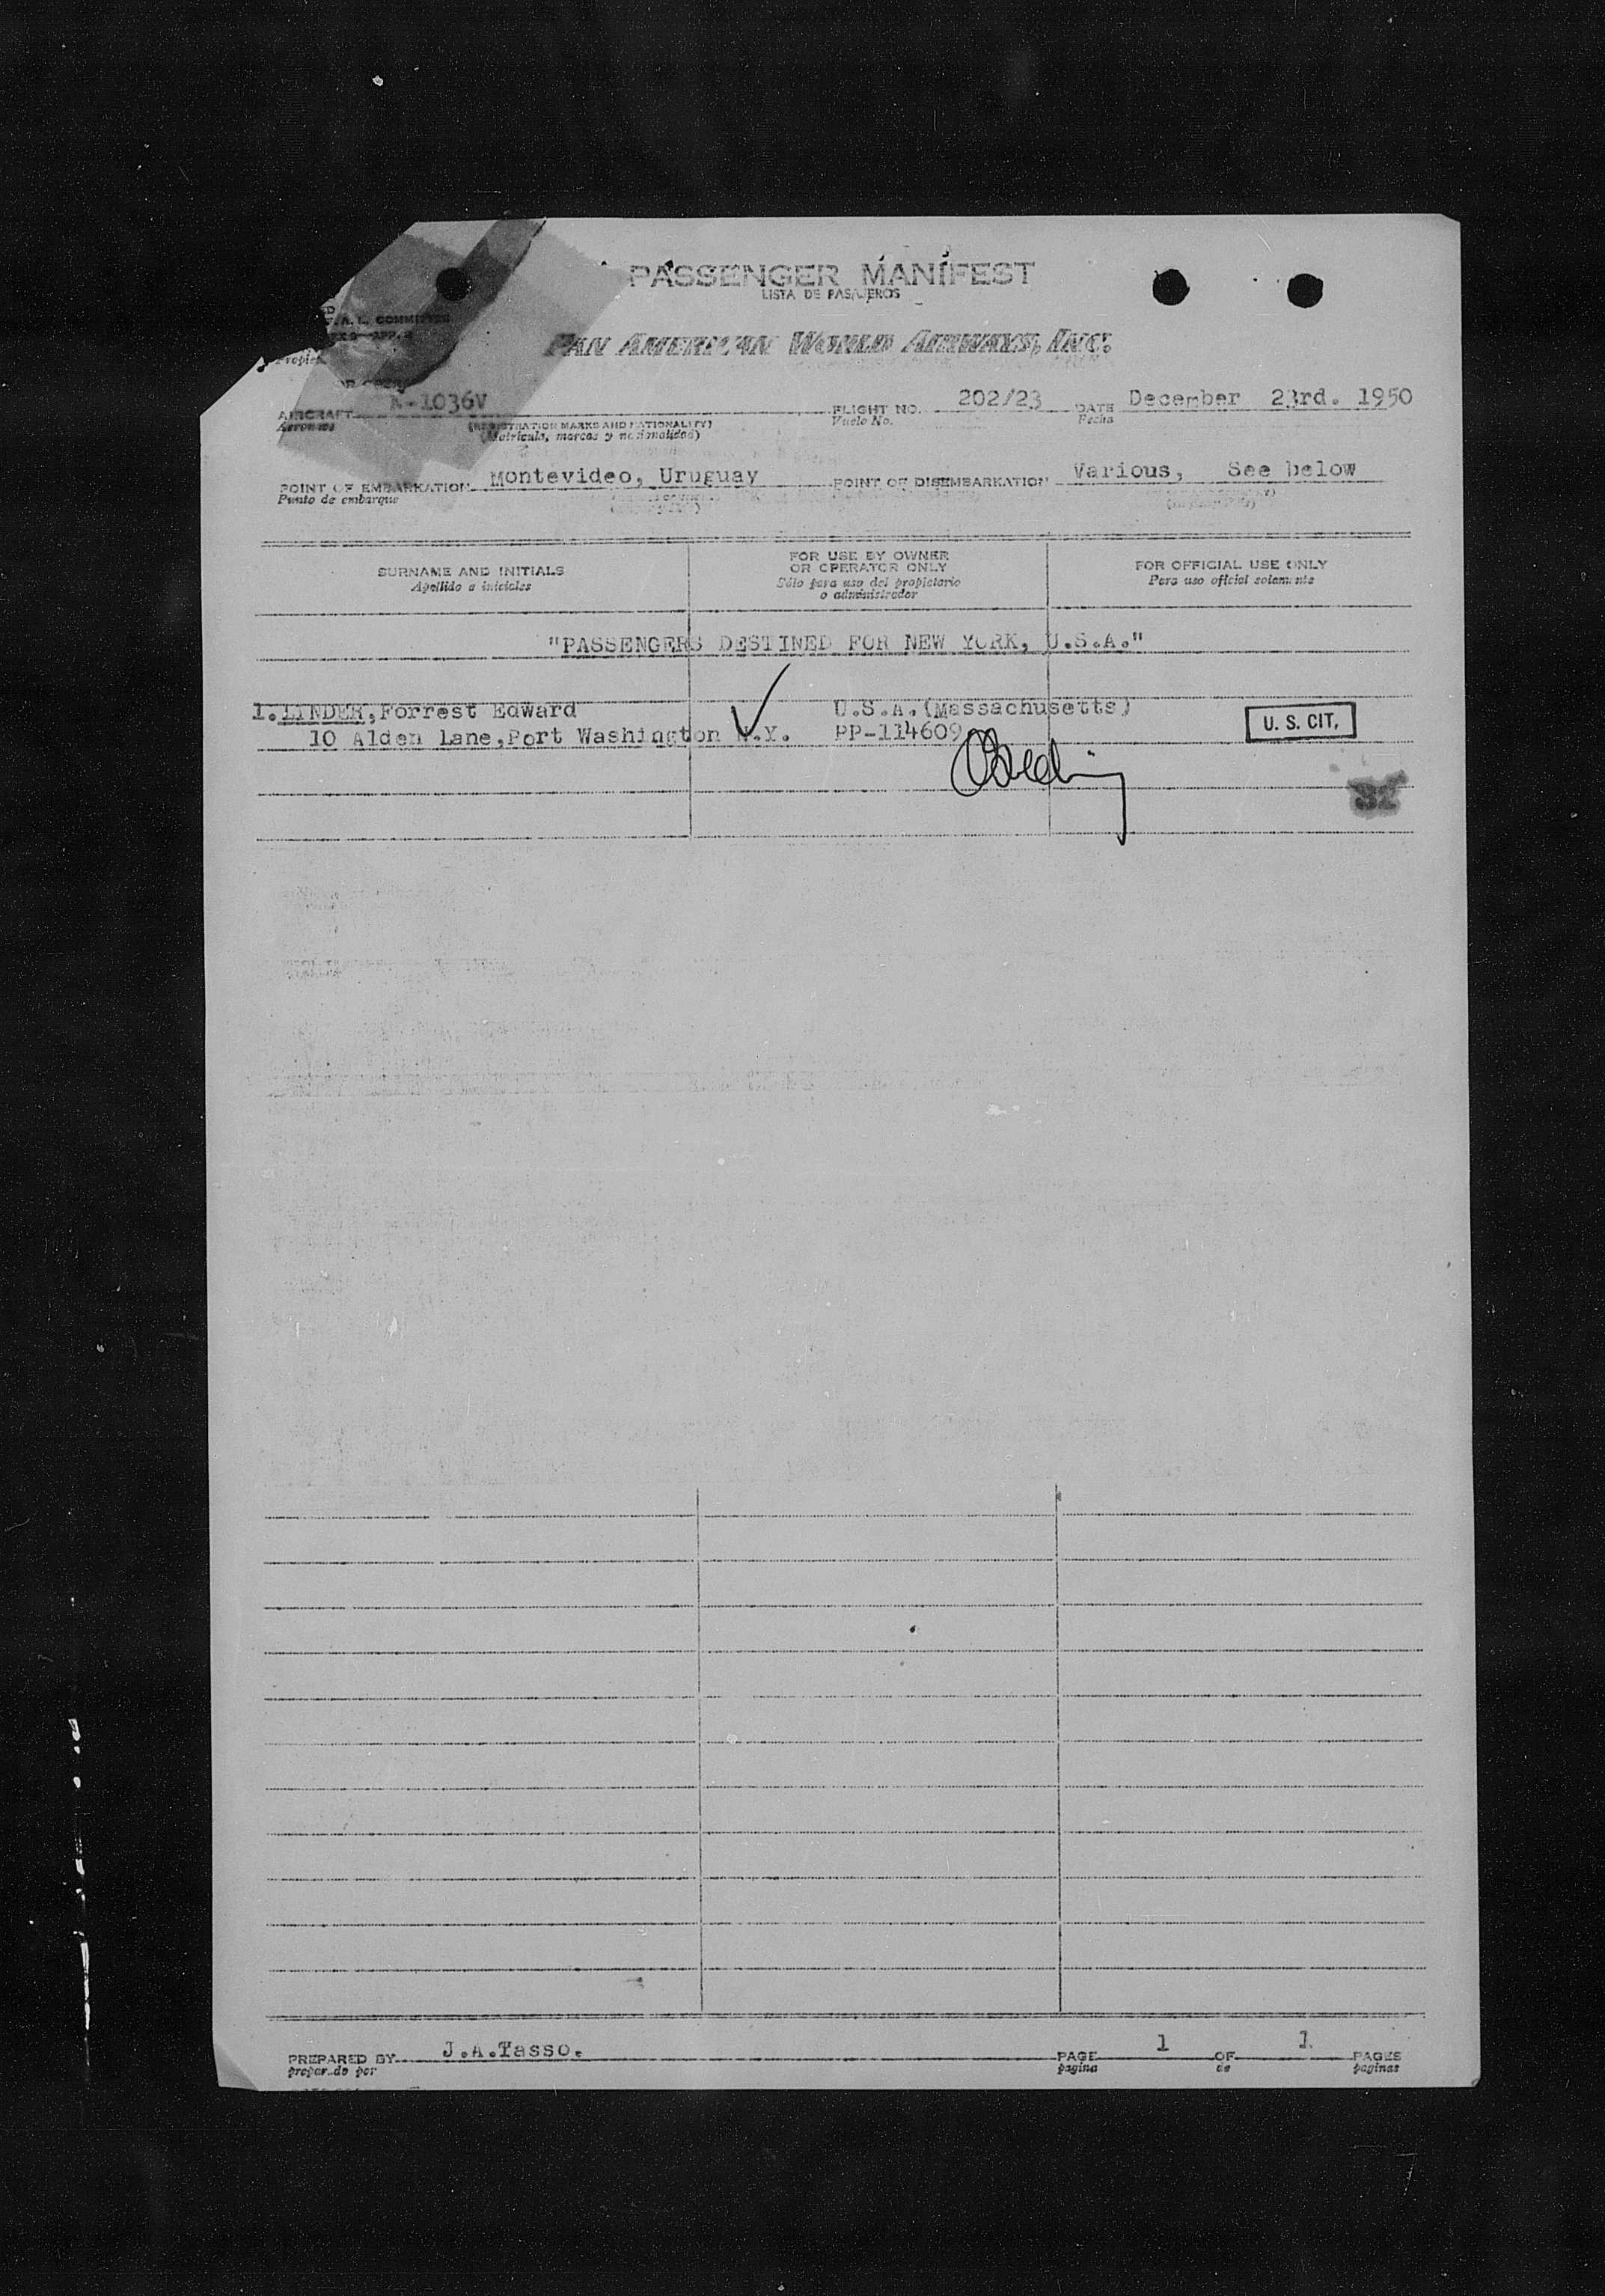 PASSENGER MANIFEST
LISTA DE PASAJEROS
F.A.L. COMMITTEE
PAN AMERICAN WORLD AIRWAYS, INC.
AIRCRAFT N-1036V FLIGHT NO. 202/23 DATE December 23rd. 1950
Aeronave (REGISTRATION MARKS AND NATIONALITY) Vuelo No. Fecha
(Matricula, marcas y nacionalidad)
POINT OF EMBARKATION Montevideo, Uruguay POINT OF DISEMBARKATION Various, See below
Punto de embarque
SURNAME AND INITIALS
Apellido e iniciales
FOR USE BY OWNER
OR OPERATOR ONLY
Sólo para uso del propietario
o administrador
FOR OFFICIAL USE ONLY
Para uso oficial solamente
"PASSENGERS DESTINED FOR NEW YORK, U.S.A."
1. LINDER, Forrest Edward U.S.A.(Massachusetts)
10 Alden Lane, Port Washington N.Y. PP-114609 U. S. CIT.
PREPARED BY J.A.Tasso. PAGE 1 OF 1 PAGES
preparado por pagina de paginas